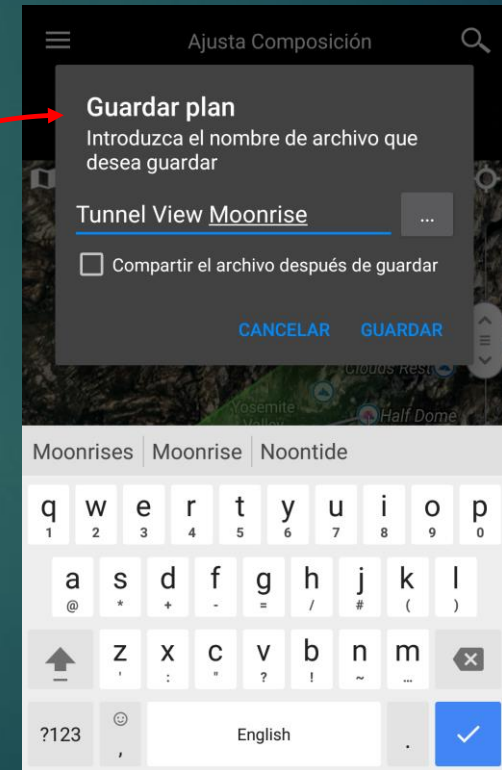 Ajusta Composición
Guardar plan
Introduzca el nombre de archivo que
desea guardar
Tunnel View Moonrise
...
Compartir el archivo después de guardar
CANCELAR GUARDAR
Clouds Rest
Yosemite
Valley
Half Dome
Moonrises Moonrise Noontide
q w e r t y u i o p
1 2 3 4 5 6 7 8 9 0
a s d f g h j k l
@ * + - = / # ( )
z x c v b n m
' : " ? ! ~ ...
?123 , English .